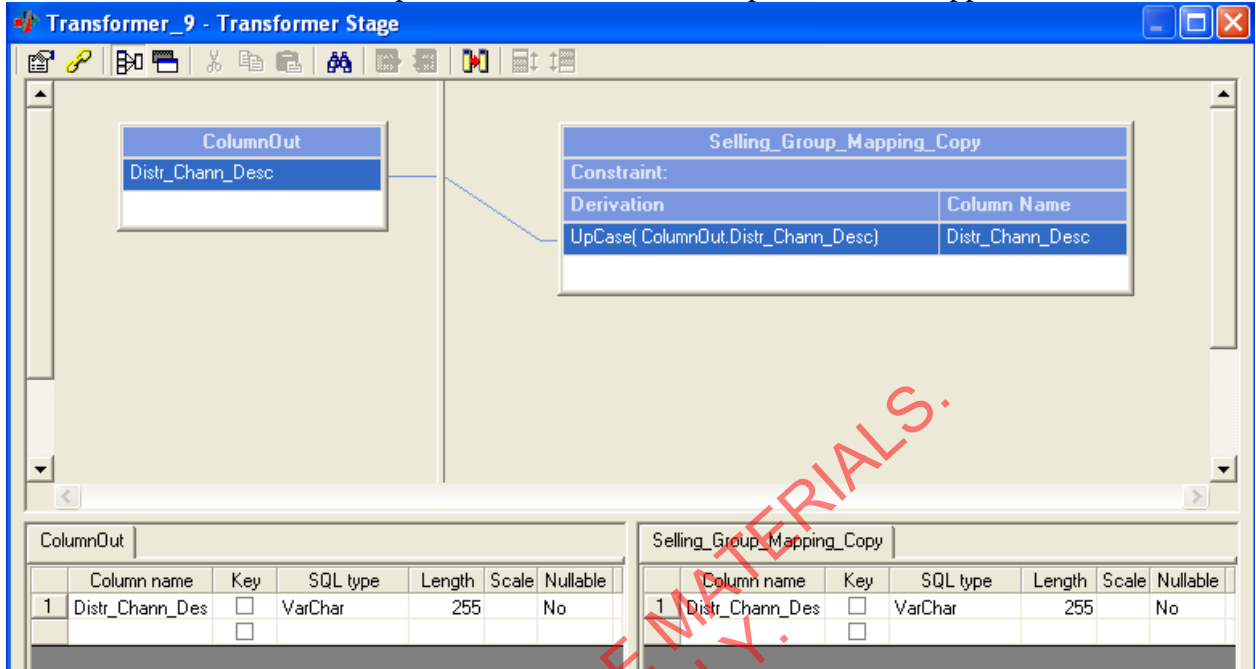 Transformer_9 - Transformer Stage
ColumnOut
Distr_Chann_Desc
Selling_Group_Mapping_Copy
Constraint:
Derivation Column Name
UpCase( ColumnOut.Distr_Chann_Desc) Distr_Chann_Desc
ColumnOut
Column name Key SQL type Length Scale Nullable
1 Distr_Chann_Des VarChar 255 No
Selling_Group_Mapping_Copy
Column name Key SQL type Length Scale Nullable
1 Distr_Chann_Des VarChar 255 No
MATERIALS.